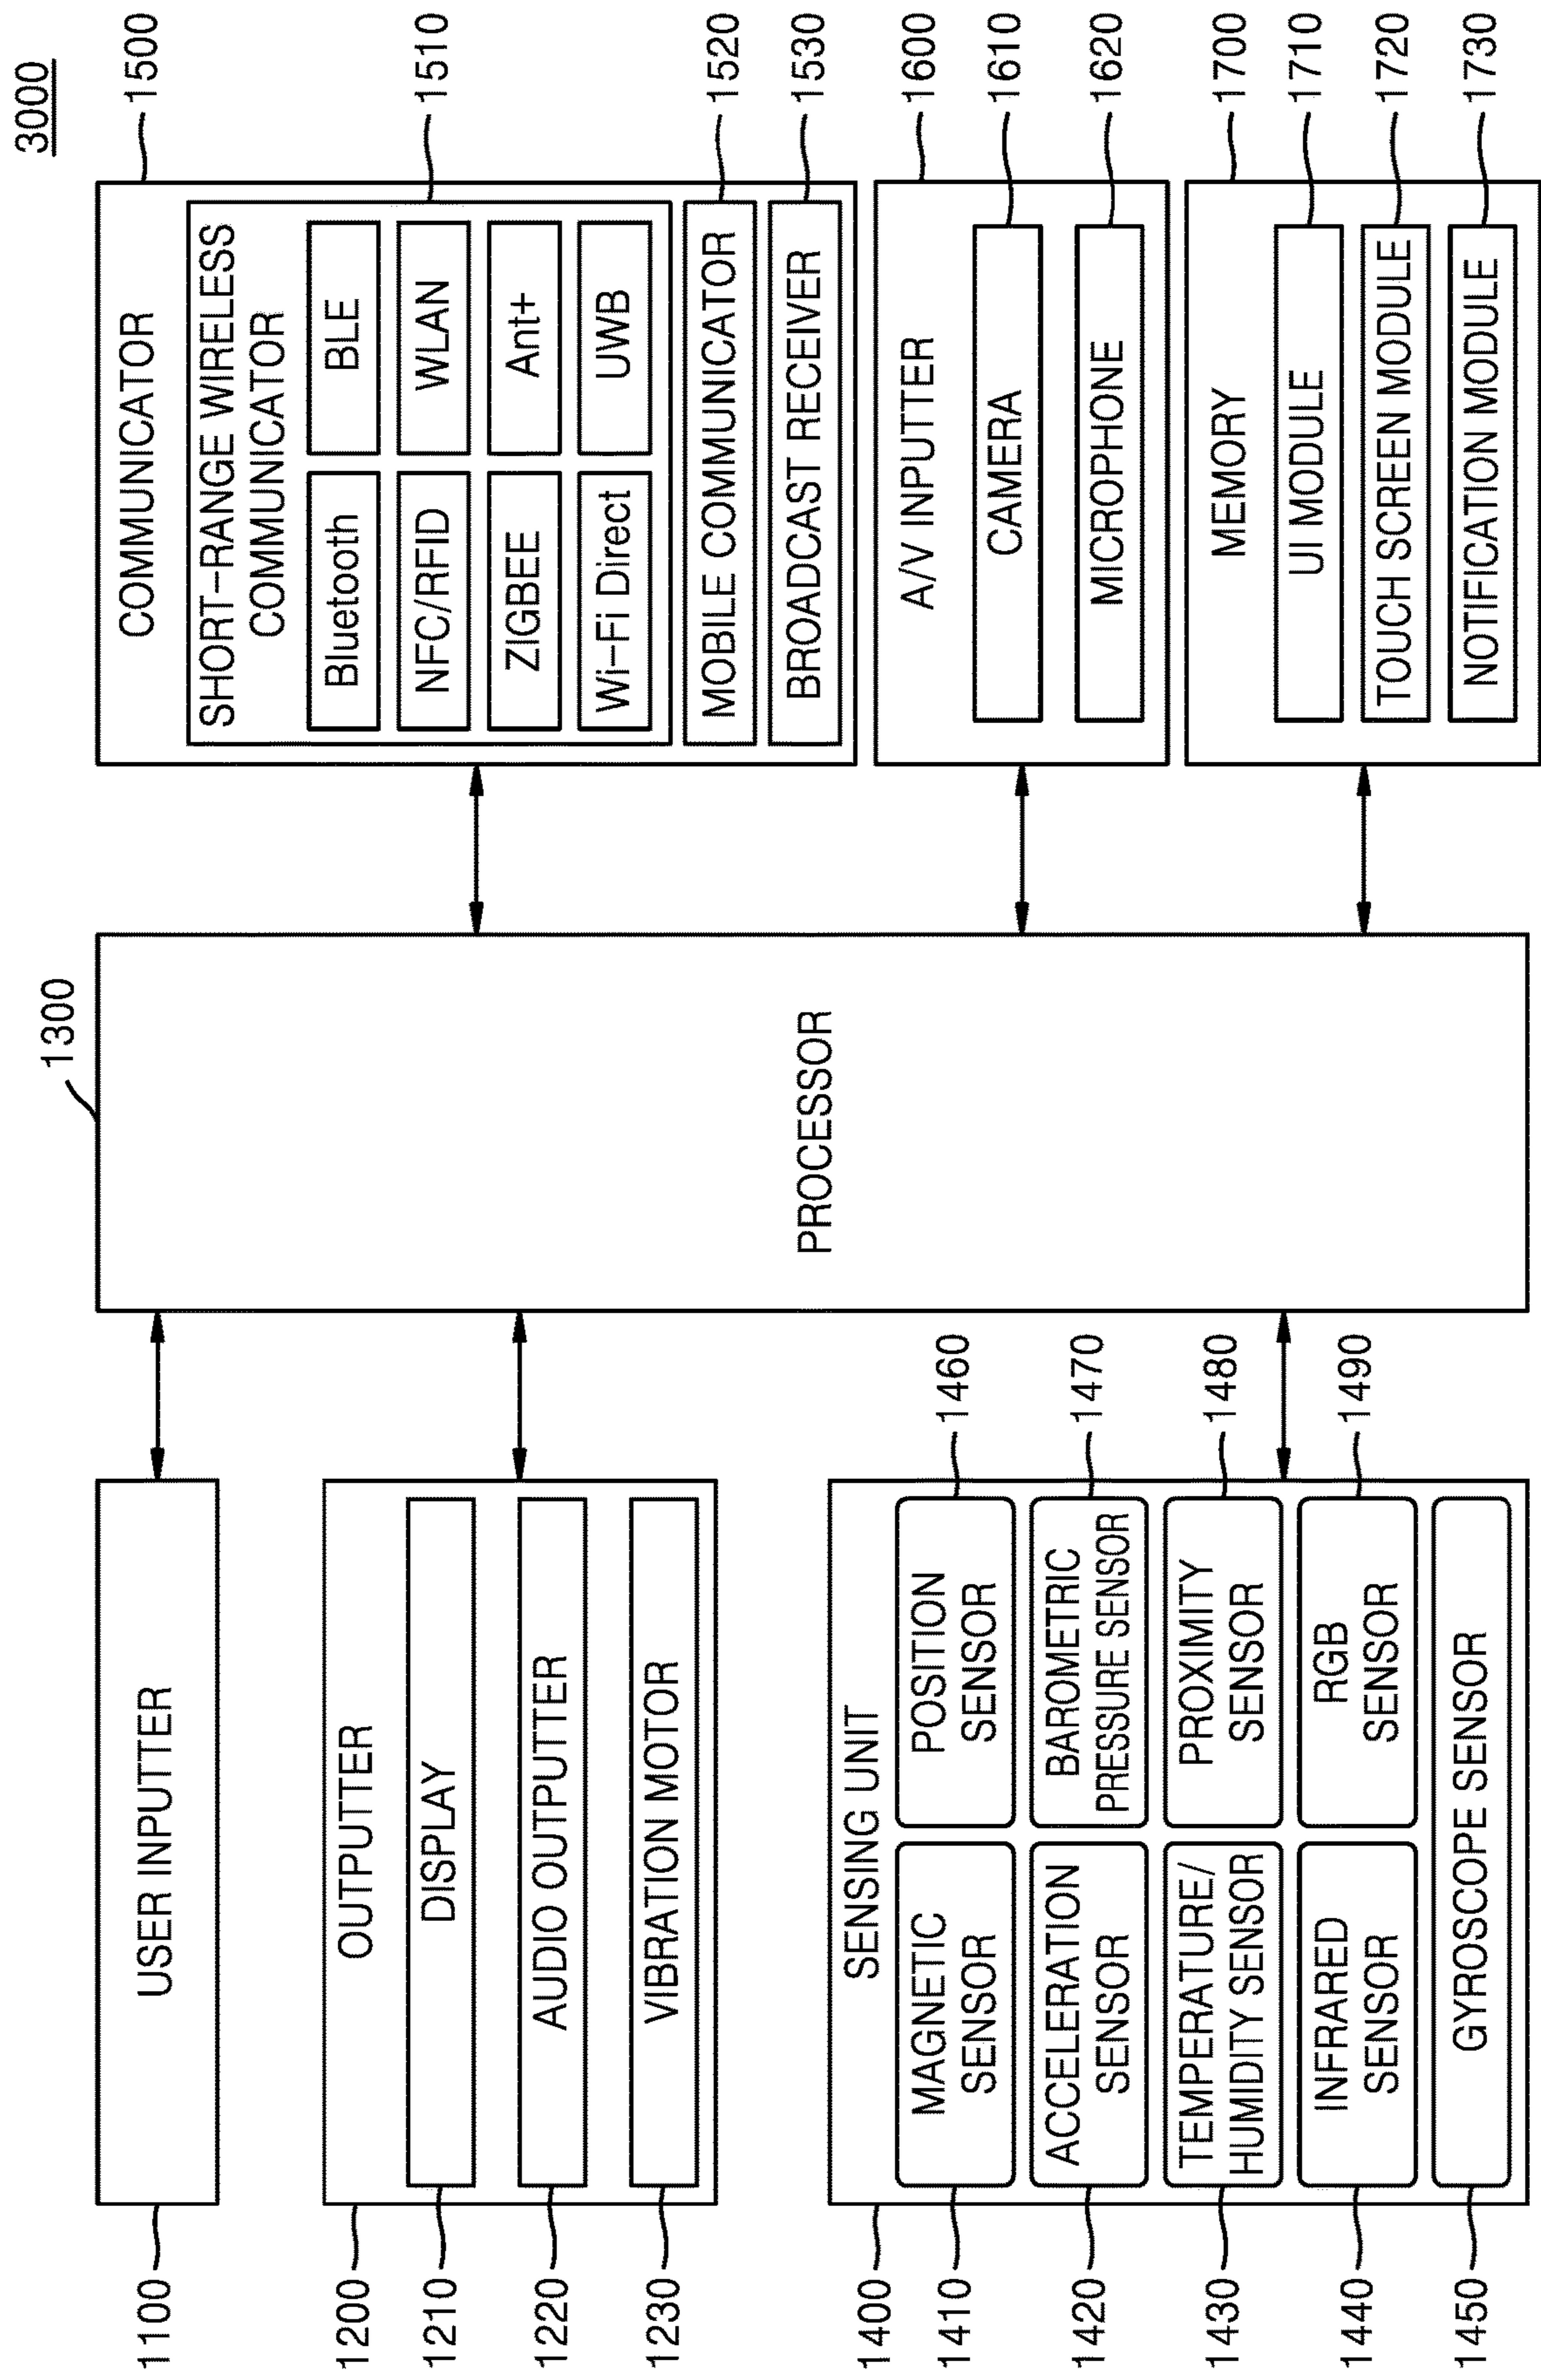 3000
1100
USER INPUTTER
1200
OUTPUTTER
1210
DISPLAY
1220
AUDIO OUTPUTTER
1230
VIBRATION MOTOR
1400
SENSING UNIT
1410
MAGNETIC
SENSOR
POSITION
SENSOR
1460
1420
ACCELERATION
SENSOR
BAROMETRIC
PRESSURE SENSOR
1470
1430
TEMPERATURE/
HUMIDITY SENSOR
PROXIMITY
SENSOR
1480
1440
INFRARED
SENSOR
RGB
SENSOR
1490
1450
GYROSCOPE SENSOR
1300
PROCESSOR
COMMUNICATOR
1500
SHORT-RANGE WIRELESS
COMMUNICATOR
1510
Bluetooth
BLE
NFC/RFID
WLAN
ZIGBEE
Ant+
Wi-Fi Direct
UWB
MOBILE COMMUNICATOR
1520
BROADCAST RECEIVER
1530
A/V INPUTTER
1600
CAMERA
1610
MICROPHONE
1620
MEMORY
1700
UI MODULE
1710
TOUCH SCREEN MODULE
1720
NOTIFICATION MODULE
1730